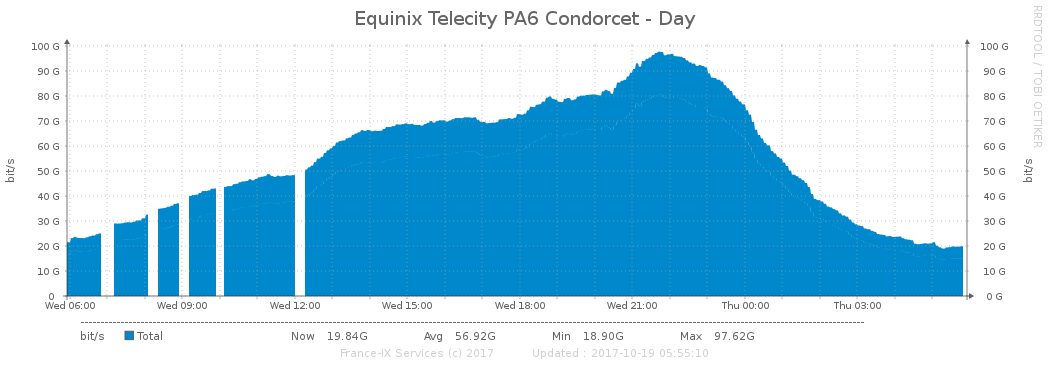 Equinix Telecity PA6 Condorcet - Day
RRDTOOL / TOBI OETIKER
100 G 100 G
90 G 90 G
80 G 80 G
70 G 70 G
60 G 60 G
50 G 50 G
40 G 40 G
30 G 30 G
20 G 20 G
10 G 10 G
0 0 G
bit/s bit/s
Wed 06:00 Wed 09:00 Wed 12:00 Wed 15:00 Wed 18:00 Wed 21:00 Thu 00:00 Thu 03:00
bit/s Total Now 19.84G Avg 56.92G Min 18.90G Max 97.62G
France-IX Services (c) 2017 Updated : 2017-10-19 05:55:10